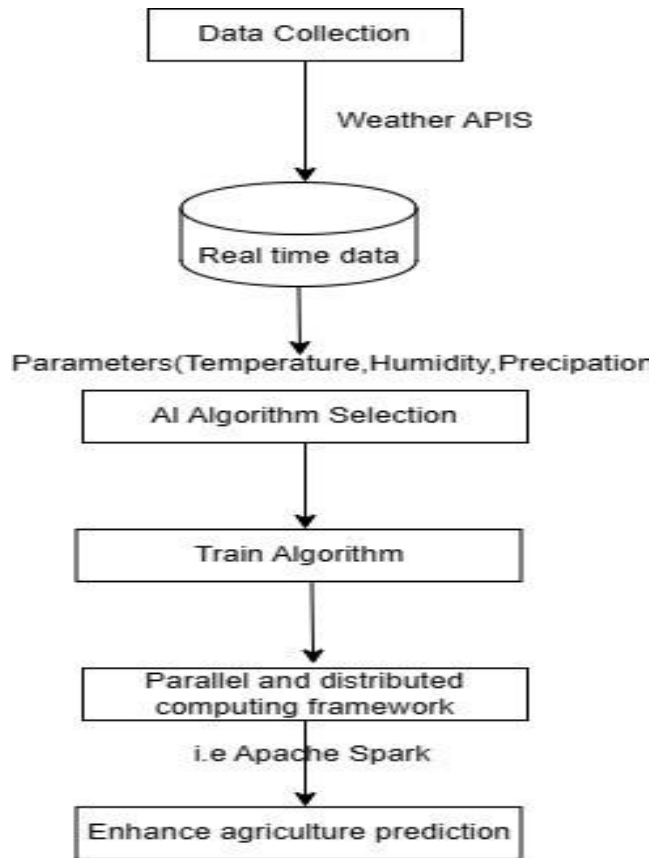 Data Collection
Weather APIS
Real time data
Parameters(Temperature,Humidity,Precipation
AI Algorithm Selection
Train Algorithm
Parallel and distributed
computing framework
i.e Apache Spark
Enhance agriculture prediction